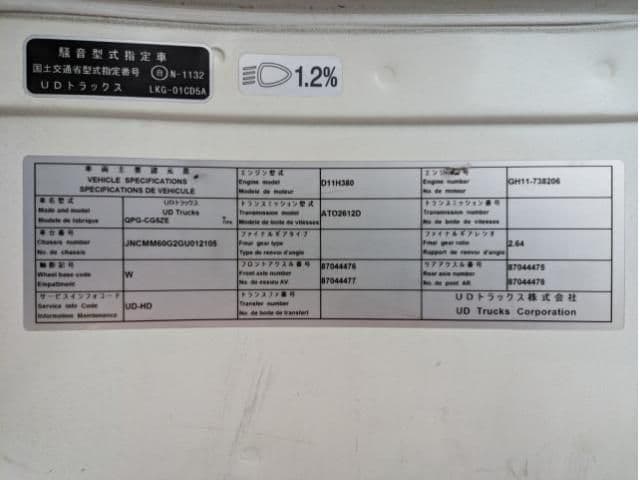 騒音型式指定車
国土交通省型式指定番号 自 N-1132
UDトラックス LKG-01CD5A
1.2%
車両主要諸元表
VEHICLE SPECIFICATIONS
SPECIFICATIONS DE VEHICULE
エンジン型式
Engine model
Modele de moteur
D11H380
Engine number
No. de moteur
GH11-738206
車名型式
Make and model
Modele de fabrique
UDトラックス
UD Trucks
QPG-CG5ZE
トランスミッション型式
Transmission model
Modele de boite de vitesses
ATO2612D
トランスミッション番号
Transmission number
No. de boite de vitesses
車台番号
Chassis number
No. de chassis
JNCMM60G2GU012105
ファイナルギアタイプ
Final gear type
Type de renvoi d'angle
ファイナルギアレシオ
Final gear ratio
Rapport de renvoi d'angle
2.64
軸距記号
Wheel base code
Empattement
W
フロントアクスル番号
Front axle number
No. de essieu AV.
87044476
87044477
リアアクスル番号
Rear axle number
No. de pont AR.
87044475
87044478
サービスインフォコード
Service Info Code
Information Maintenance
UD-HD
トランスファ番号
Transfer number
No. de boite de transfert
UDトラックス株式会社
UD Trucks Corporation